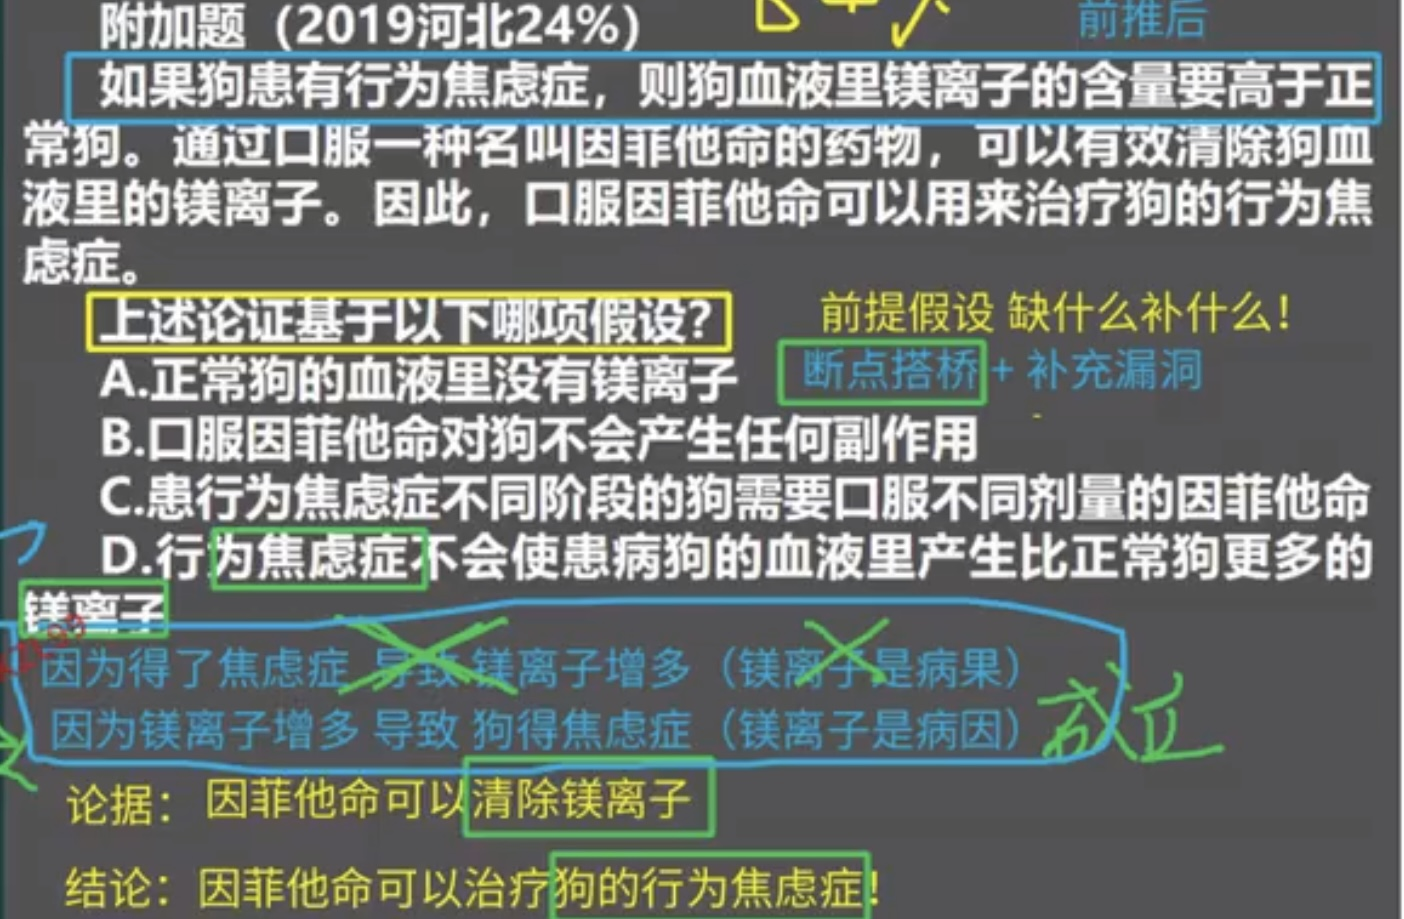 附加题（2019河北24%）
前推后
如果狗患有行为焦虑症，则狗血液里镁离子的含量要高于正
常狗。通过口服一种名叫因菲他命的药物，可以有效清除狗血
液里的镁离子。因此，口服因菲他命可以用来治疗狗的行为焦
虑症。
上述论证基于以下哪项假设？
前提假设 缺什么补什么！
A.正常狗的血液里没有镁离子
断点搭桥 + 补充漏洞
B.口服因菲他命对狗不会产生任何副作用
C.患行为焦虑症不同阶段的狗需要口服不同剂量的因菲他命
D.行为焦虑症不会使患病狗的血液里产生比正常狗更多的
镁离子
因为得了焦虑症 导致 镁离子增多（镁离子是病果）
因为镁离子增多 导致 狗得焦虑症（镁离子是病因）
成立
论据：因菲他命可以清除镁离子
结论：因菲他命可以治疗狗的行为焦虑症！